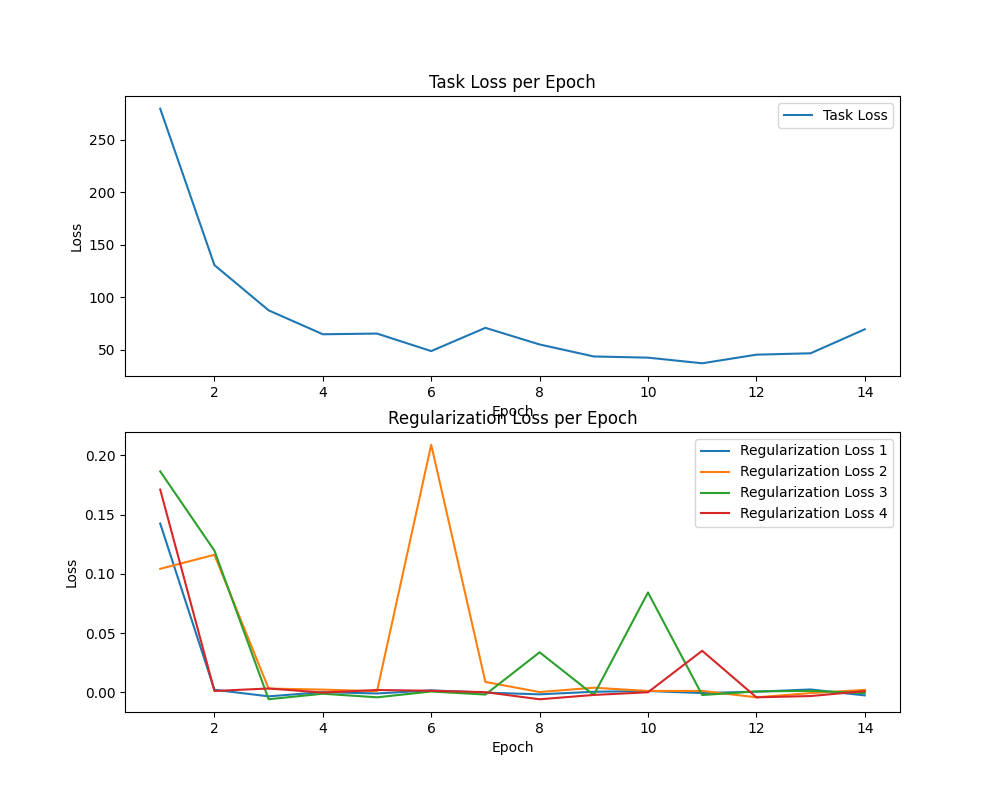 Task Loss per Epoch
Task Loss
250
200
150
100
50
Loss
2 4 6 8 10 12 14
Epoch
Regularization Loss per Epoch
Regularization Loss 1
Regularization Loss 2
Regularization Loss 3
Regularization Loss 4
0.20
0.15
0.10
0.05
0.00
Loss
2 4 6 8 10 12 14
Epoch